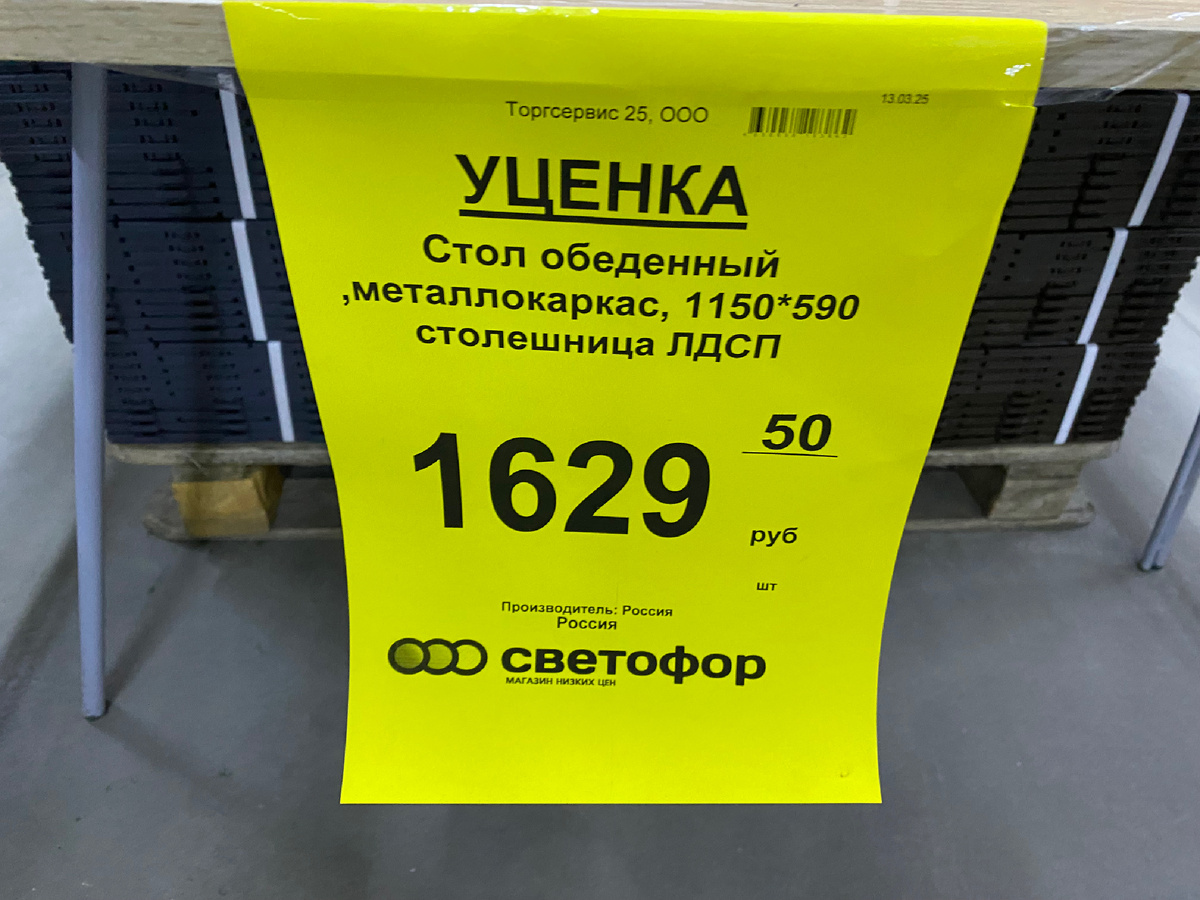 Торгсервис 25, ООО
13.03.25
УЦЕНКА
Стол обеденный
,металлокаркас, 1150*590
столешница ЛДСП
1629 50
руб
шт
Производитель: Россия
Россия
светофор
МАГАЗИН НИЗКИХ ЦЕН